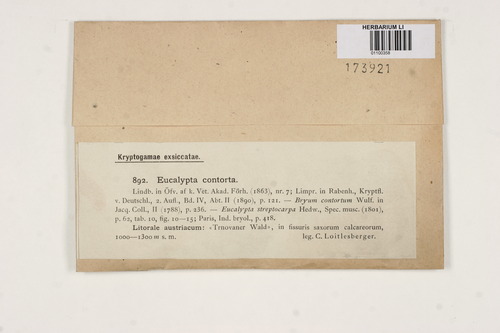 HERBARIUM LI
01100358
173921
Kryptogamae exsiccatae.
892. Eucalypta contorta.
Lindb. in Öfv. af k. Vet. Akad. Förh. (1863), nr. 7; Limpr. in Rabenh., Kryptfl.
v. Deutschl., 2. Aufl., Bd. IV, Abt. II (1890), p. 121. — Bryum contortum Wulf. in
Jacq. Coll., II (1788), p. 236. — Eucalypta streptocarpa Hedw., Spec. musc. (1801),
p. 62, tab. 10, fig. 10—15; Paris, Ind. bryol., p. 418.
Litorale austriacum: »Trnovaner Wald«, in fissuris saxorum calcareorum,
1000—1300 m s. m. leg. C. Loitlesberger.